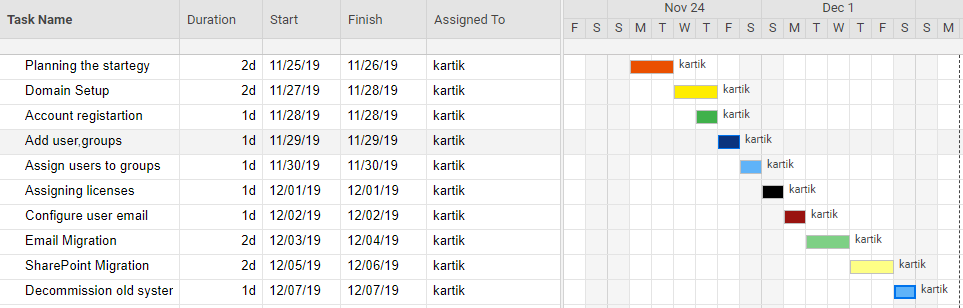 Task Name Duration Start Finish Assigned To Nov 24 Dec 1
F S S M T W T F S S M T W T F S S M
Planning the startegy 2d 11/25/19 11/26/19 kartik kartik
Domain Setup 2d 11/27/19 11/28/19 kartik kartik
Account registartion 1d 11/28/19 11/28/19 kartik kartik
Add user,groups 1d 11/29/19 11/29/19 kartik kartik
Assign users to groups 1d 11/30/19 11/30/19 kartik kartik
Assigning licenses 1d 12/01/19 12/01/19 kartik kartik
Configure user email 1d 12/02/19 12/02/19 kartik kartik
Email Migration 2d 12/03/19 12/04/19 kartik kartik
SharePoint Migration 2d 12/05/19 12/06/19 kartik kartik
Decommission old syster 1d 12/07/19 12/07/19 kartik kartik